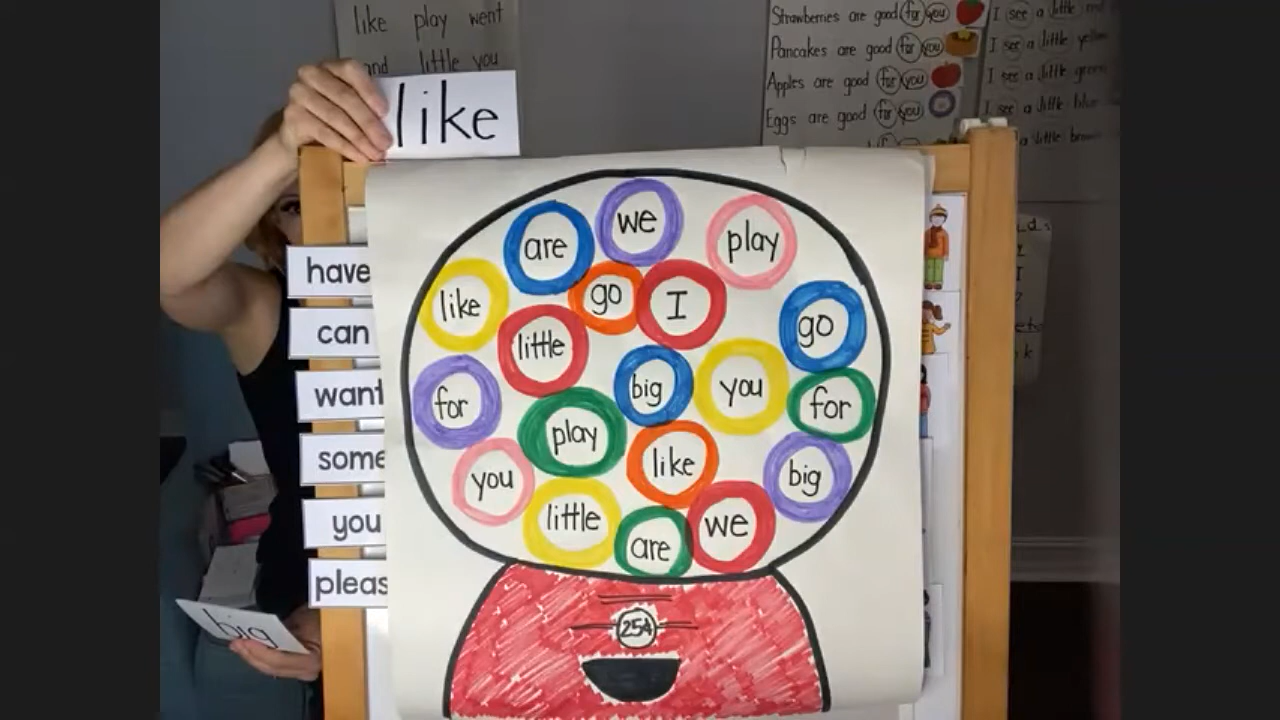 like play went
and little you
Strawberries are good for you
Pancakes are good for you
Apples are good for you
Eggs are good for you
I see a little red
I see a little yellow
I see a little green
I see a little blue
a little brown
like
we
are
play
like
go
I
go
little
big
you
for
for
play
like
big
you
little
we
are
25¢
have
can
want
some
you
pleas
big